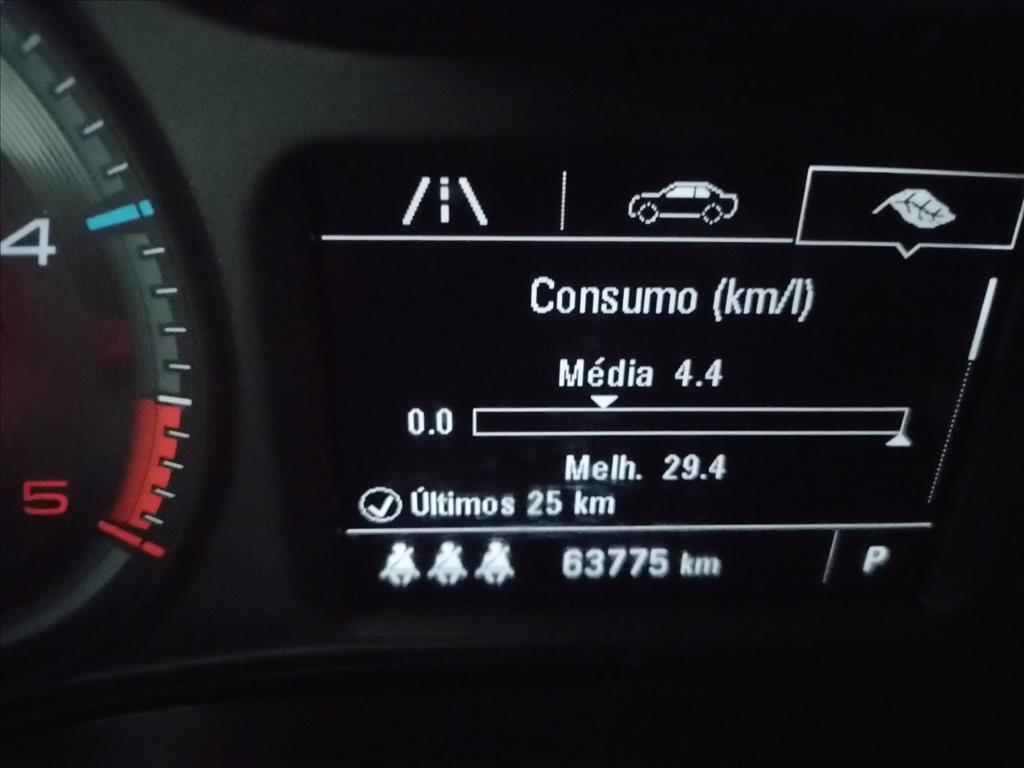 4
5
Consumo (km/l)
Média 4.4
0.0
Melh. 29.4
Últimos 25 km
63775 km
P